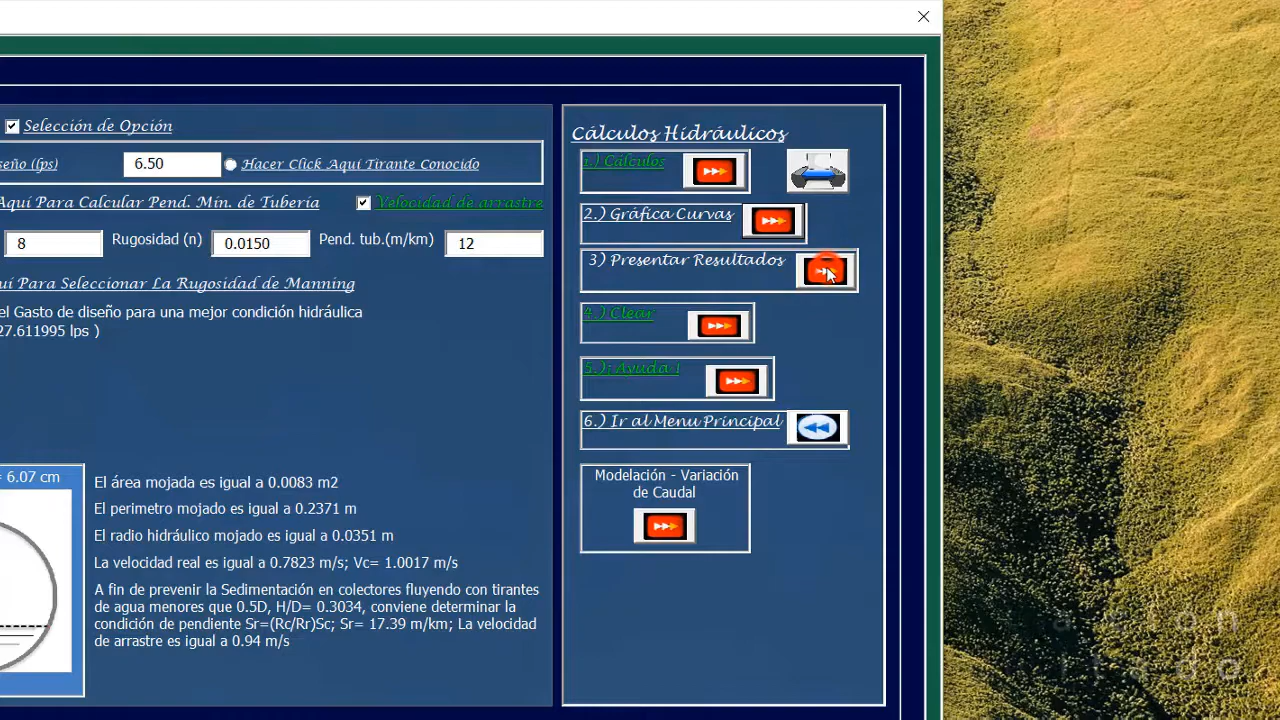 Selección de Opción
seño (lps) 6.50 Hacer Click Aquí Tirante Conocido
Aquí Para Calcular Pend. Mín. de Tubería Velocidad de arrastre
8 Rugosidad (n) 0.0150 Pend. tub.(m/km) 12
uí Para Seleccionar La Rugosidad de Manning
el Gasto de diseño para una mejor condición hidráulica
27.611995 lps )
= 6.07 cm
El área mojada es igual a 0.0083 m2
El perimetro mojado es igual a 0.2371 m
El radio hidráulico mojado es igual a 0.0351 m
La velocidad real es igual a 0.7823 m/s; Vc= 1.0017 m/s
A fin de prevenir la Sedimentación en colectores fluyendo con tirantes
de agua menores que 0.5D, H/D= 0.3034, conviene determinar la
condición de pendiente Sr=(Rc/Rr)Sc; Sr= 17.39 m/km; La velocidad
de arrastre es igual a 0.94 m/s
Cálculos Hidráulicos
1.) Cálculos
2.) Gráfica Curvas
3) Presentar Resultados
4.) Clear
5.) ¡ Ayuda !
6.) Ir al Menu Principal
Modelación - Variación
de Caudal